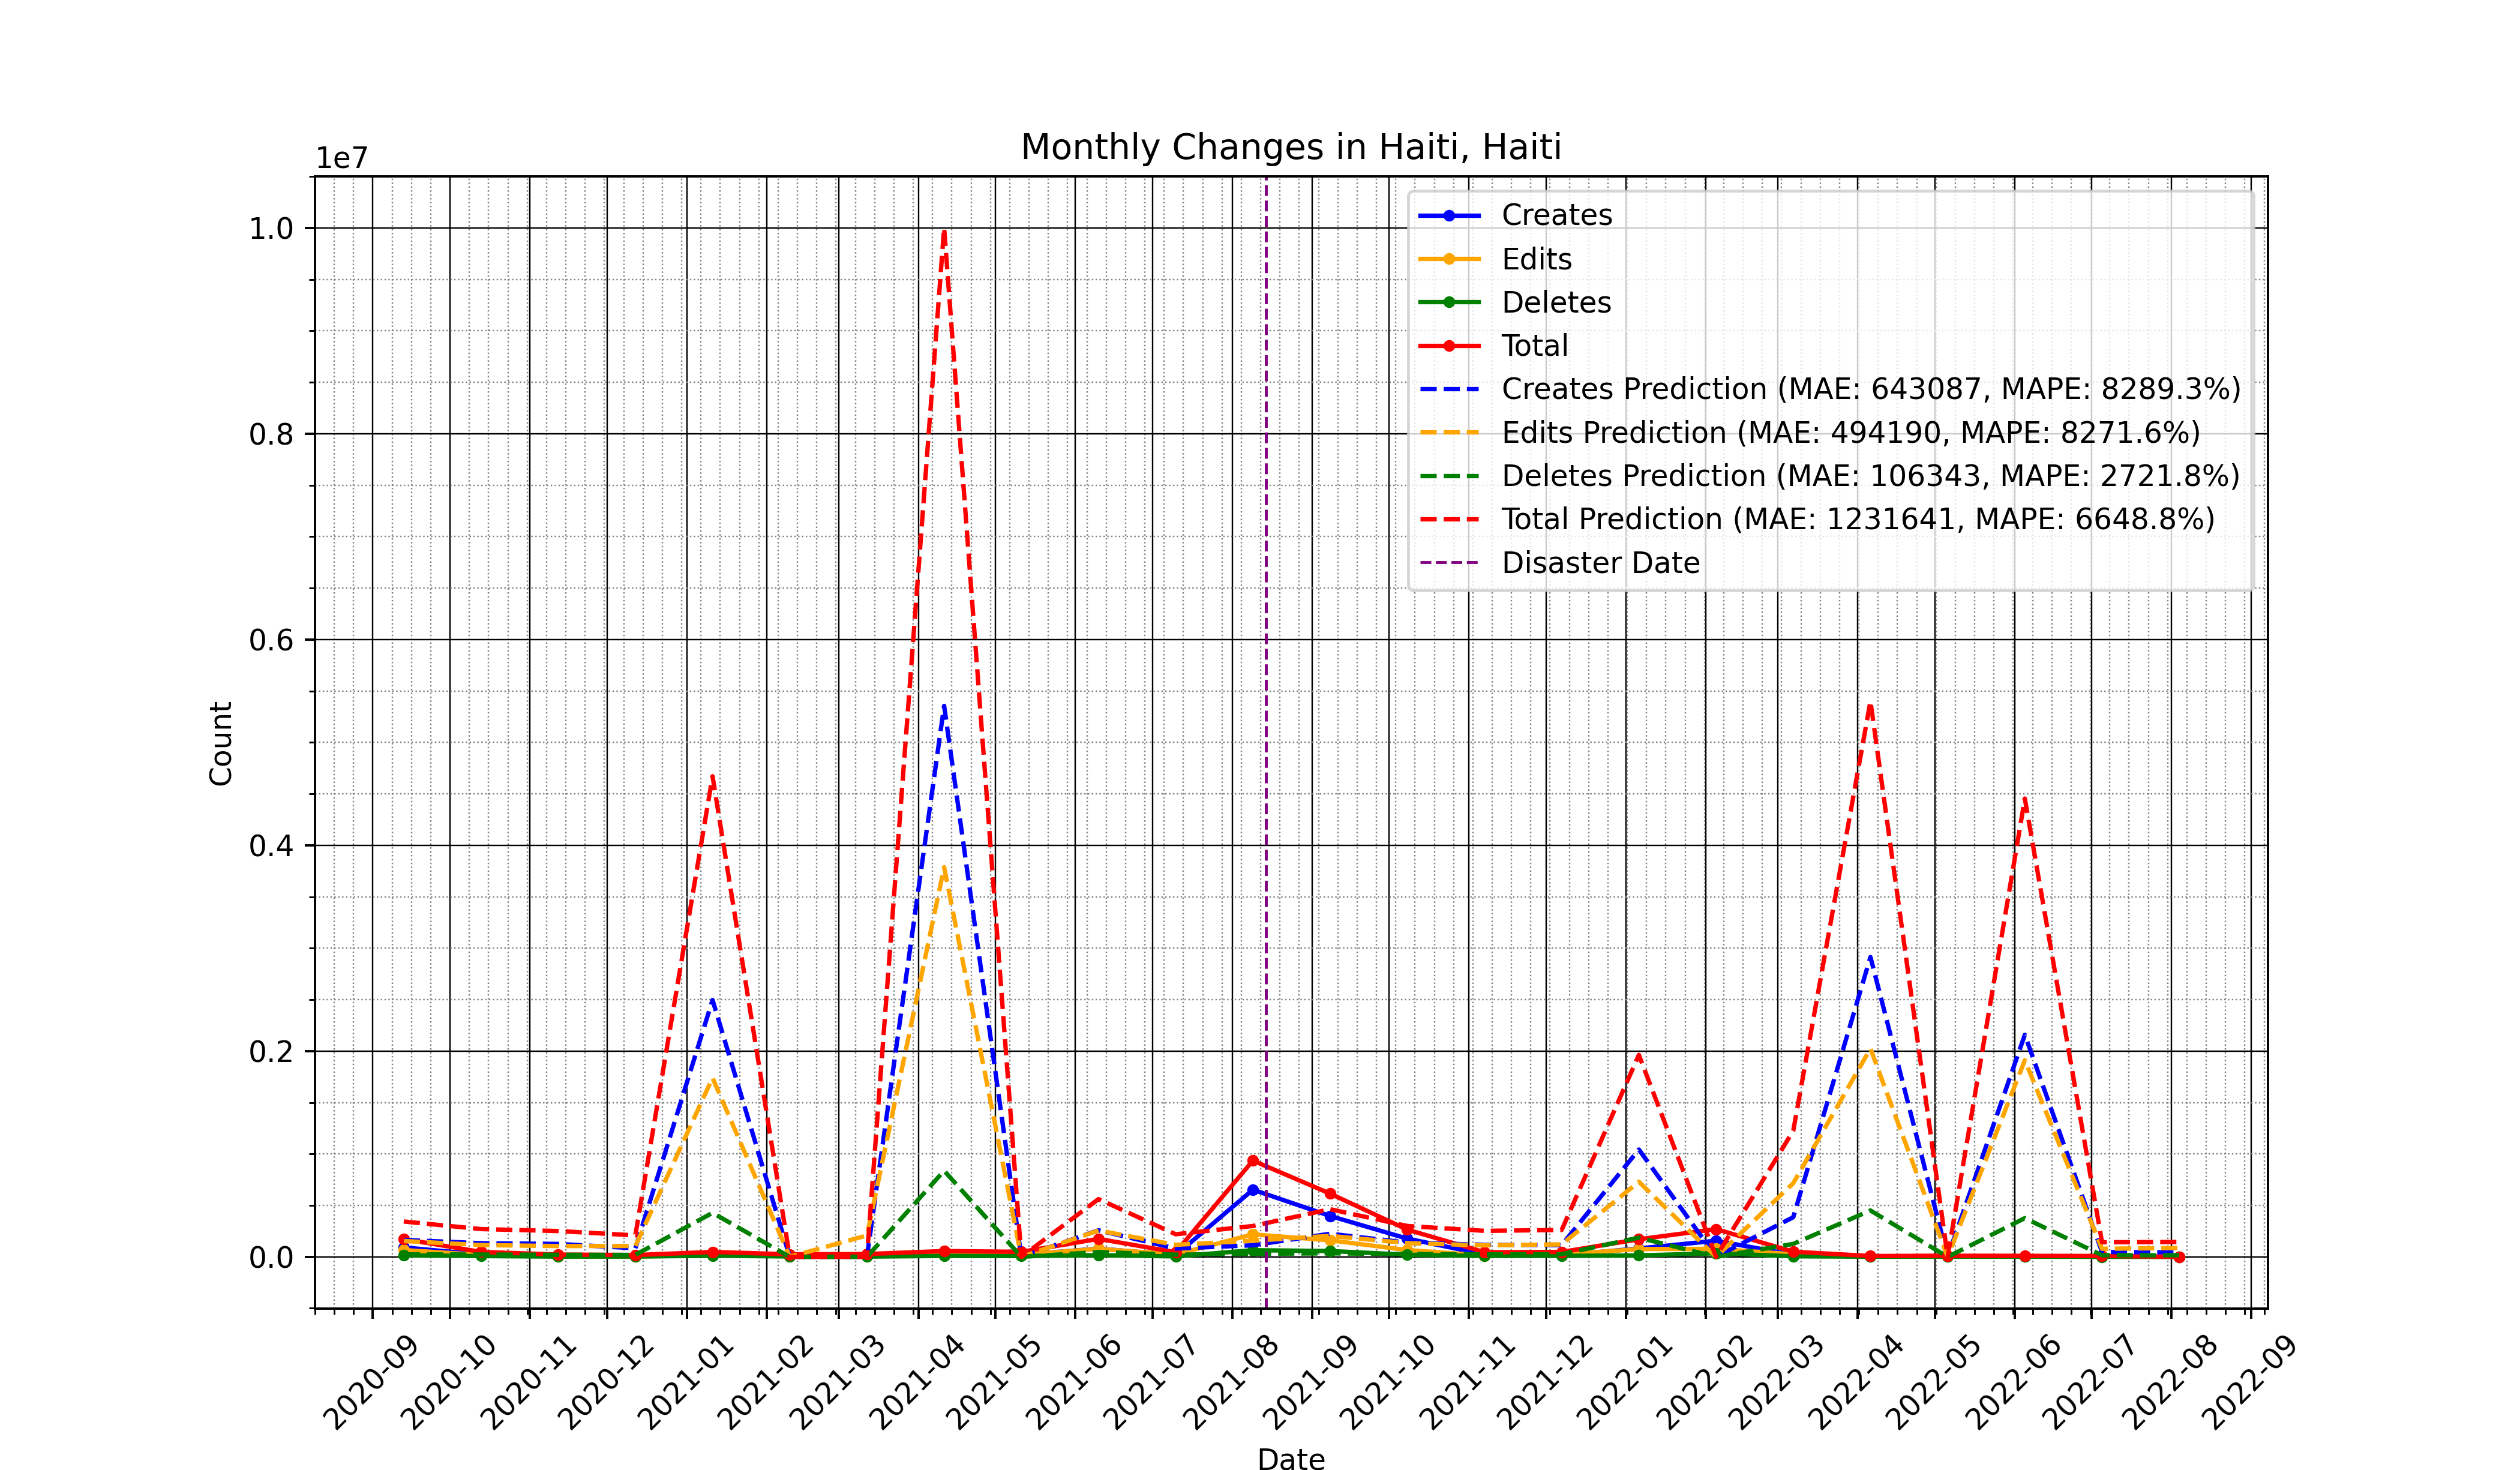 Monthly Changes in Haiti, Haiti
1e7
1.0
0.8
0.6
0.4
0.2
0.0
Count
Creates
Edits
Deletes
Total
Creates Prediction (MAE: 643087, MAPE: 8289.3%)
Edits Prediction (MAE: 494190, MAPE: 8271.6%)
Deletes Prediction (MAE: 106343, MAPE: 2721.8%)
Total Prediction (MAE: 1231641, MAPE: 6648.8%)
Disaster Date
2020-09
2020-10
2020-11
2020-12
2021-01
2021-02
2021-03
2021-04
2021-05
2021-06
2021-07
2021-08
2021-09
2021-10
2021-11
2021-12
2022-01
2022-02
2022-03
2022-04
2022-05
2022-06
2022-07
2022-08
2022-09
Date